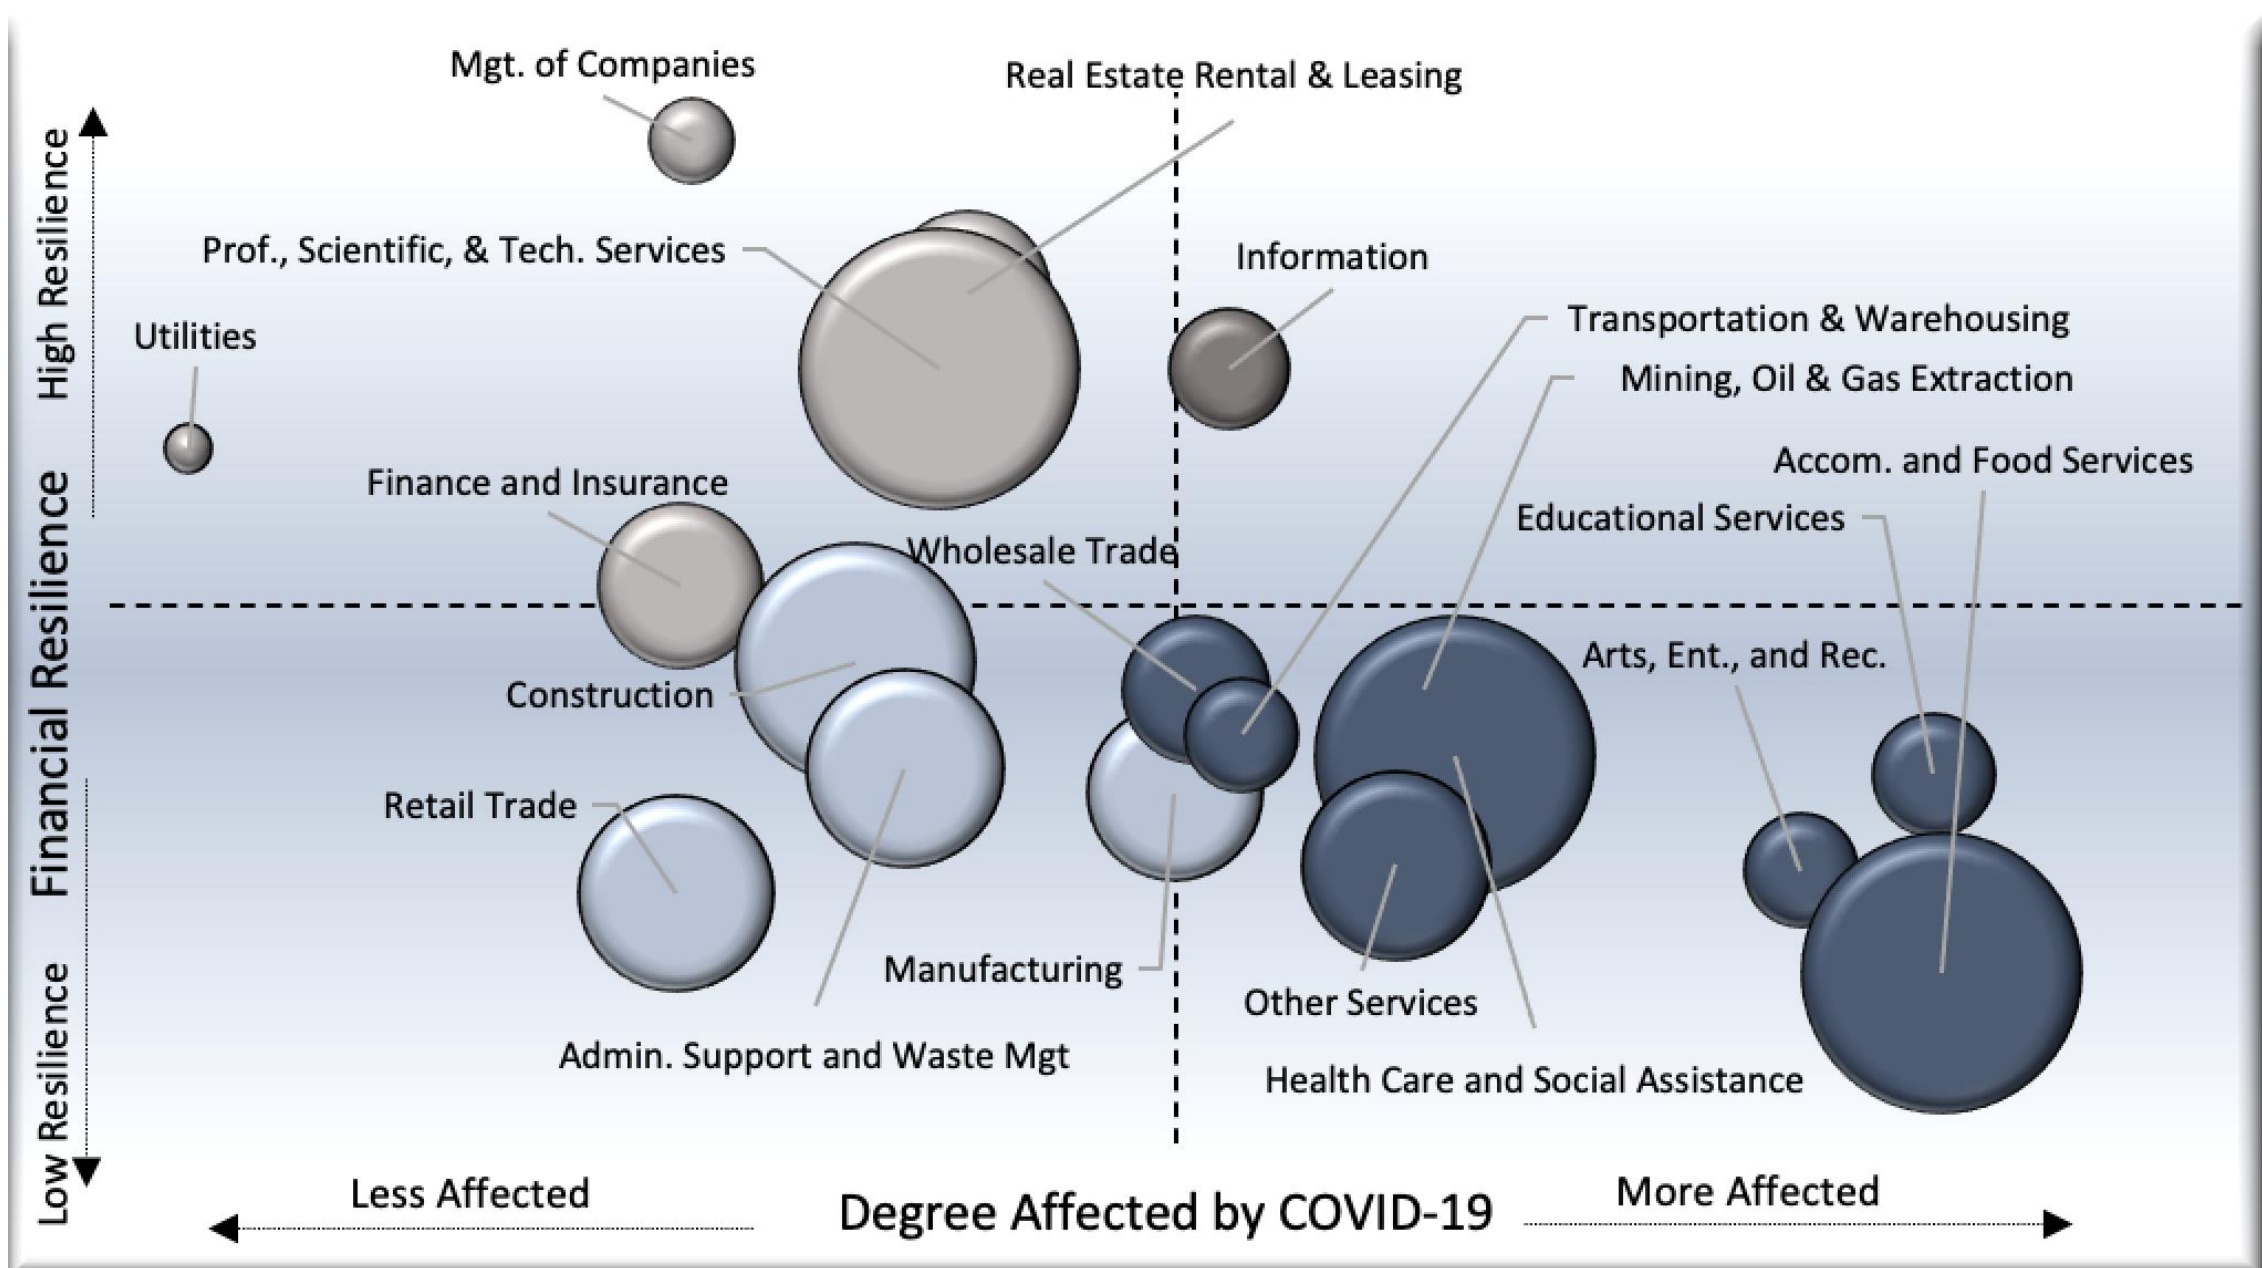 Mgt. of Companies
Real Estate Rental & Leasing
Prof., Scientific, & Tech. Services
Information
Utilities
Transportation & Warehousing
Mining, Oil & Gas Extraction
Accom. and Food Services
Finance and Insurance
Educational Services
Wholesale Trade
Arts, Ent., and Rec.
Construction
Retail Trade
Manufacturing
Other Services
Admin. Support and Waste Mgt
Health Care and Social Assistance
High Resilience
Financial Resilience
Low Resilience
Less Affected
Degree Affected by COVID-19
More Affected